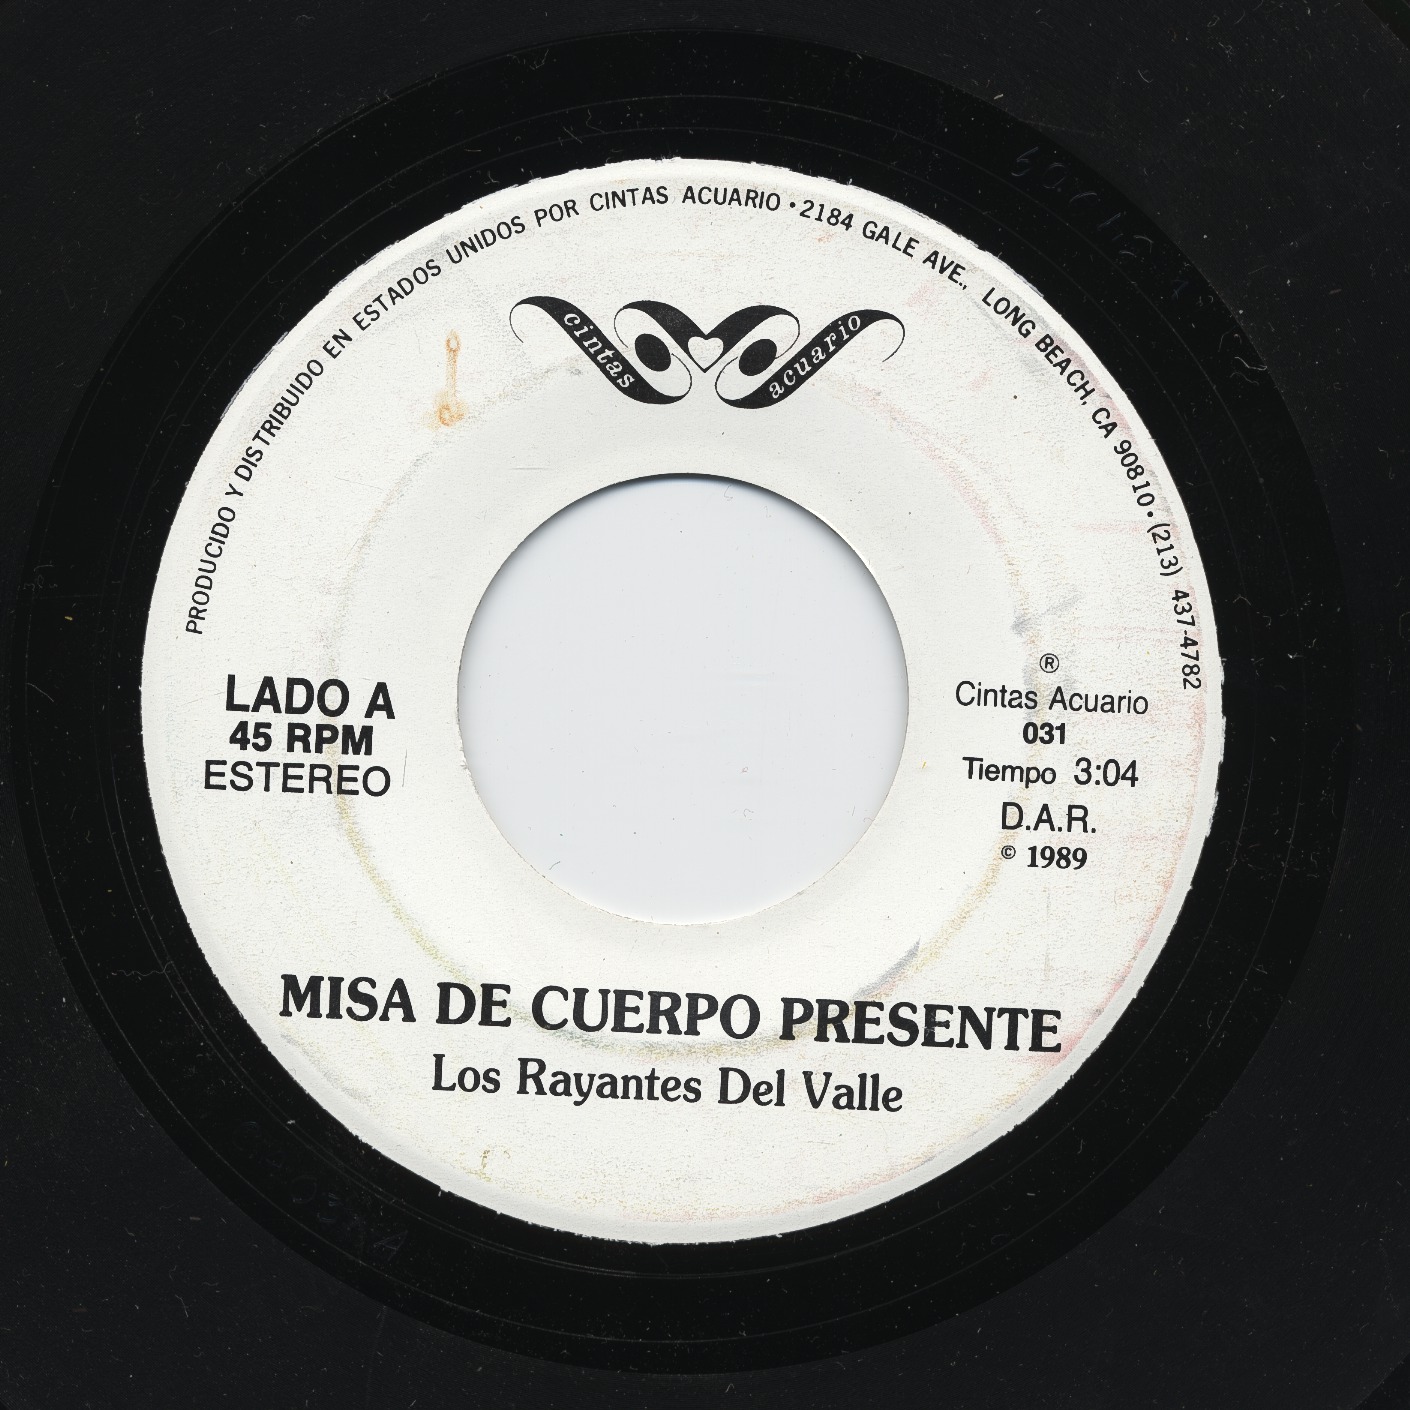 PRODUCIDO Y DISTRIBUIDO EN ESTADOS UNIDOS POR CINTAS ACUARIO • 2184 GALE AVE., LONG BEACH, CA 90810 • (213) 437-4782
cintas acuario
LADO A
45 RPM
ESTEREO
®
Cintas Acuario
031
Tiempo 3:04
D.A.R.
© 1989
MISA DE CUERPO PRESENTE
Los Rayantes Del Valle